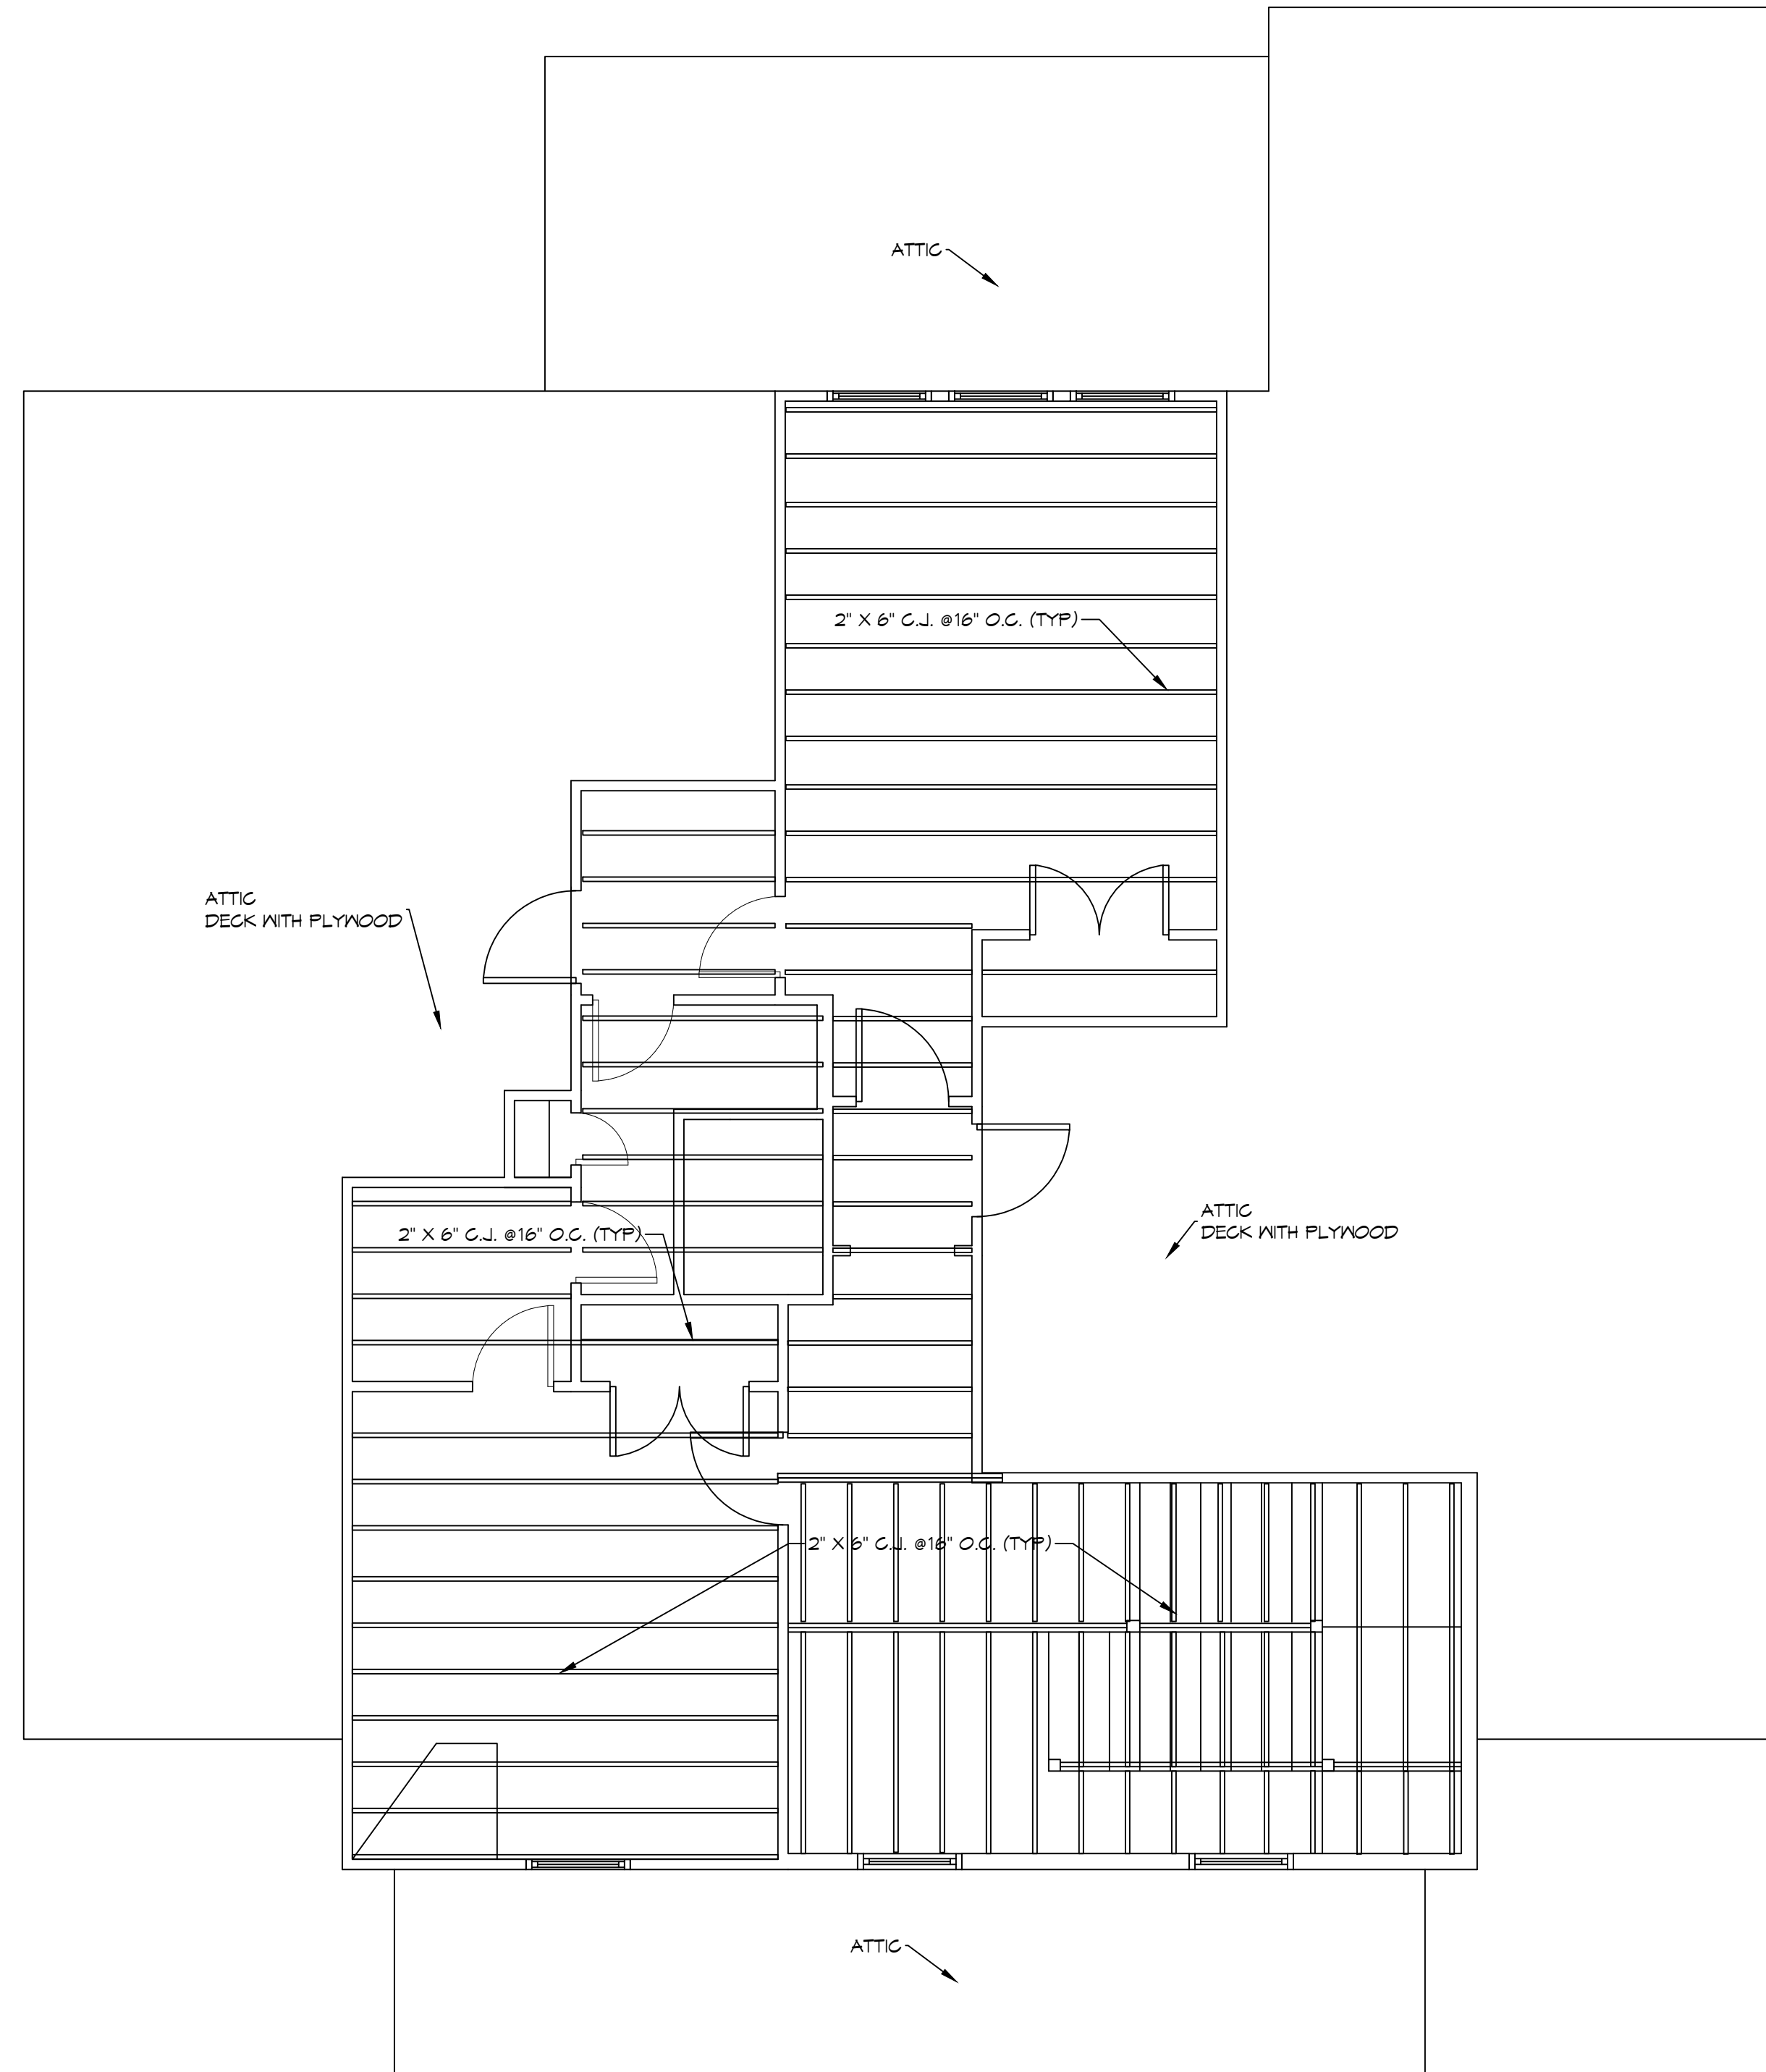 ATTIC
2" X 6" C.J. @16" O.C. (TYP)
ATTIC
DECK WITH PLYWOOD
ATTIC
DECK WITH PLYWOOD
2" X 6" C.J. @16" O.C. (TYP)
2" X 6" C.J. @16" O.C. (TYP)
ATTIC